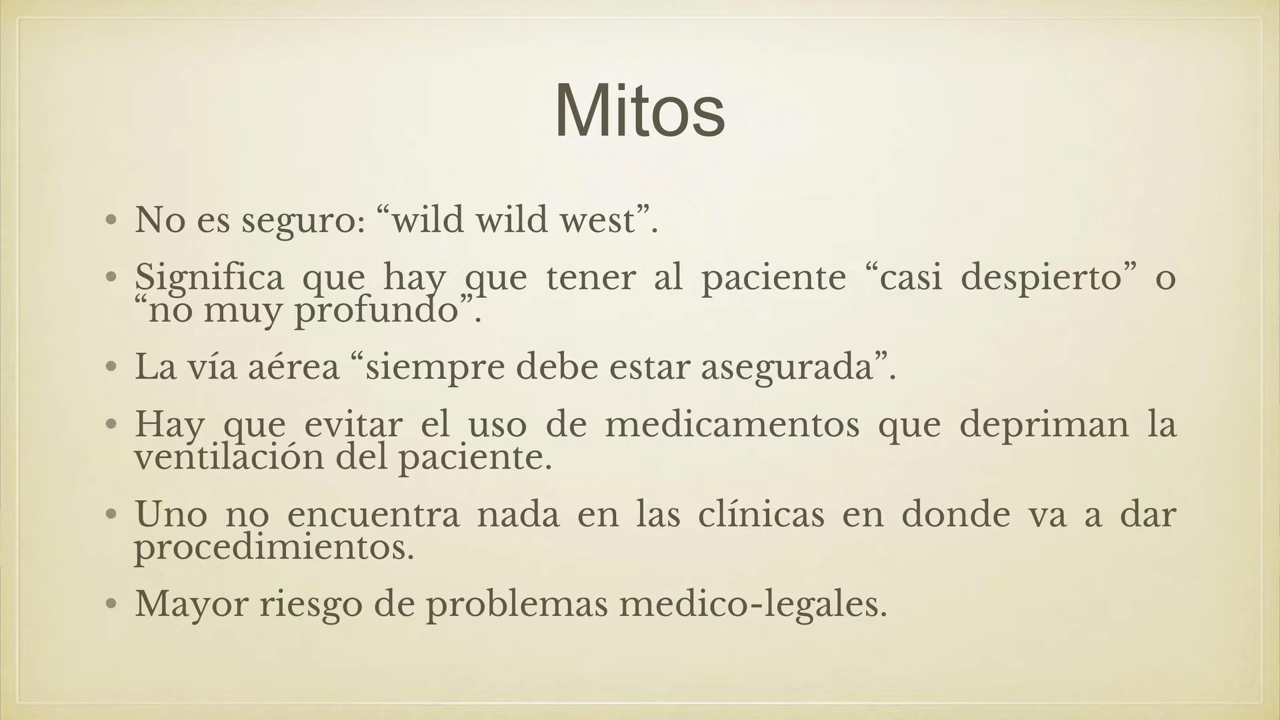 Mitos
• No es seguro: “wild wild west”.
• Significa que hay que tener al paciente “casi despierto” o
“no muy profundo”.
• La vía aérea “siempre debe estar asegurada”.
• Hay que evitar el uso de medicamentos que depriman la
ventilación del paciente.
• Uno no encuentra nada en las clínicas en donde va a dar
procedimientos.
• Mayor riesgo de problemas medico-legales.